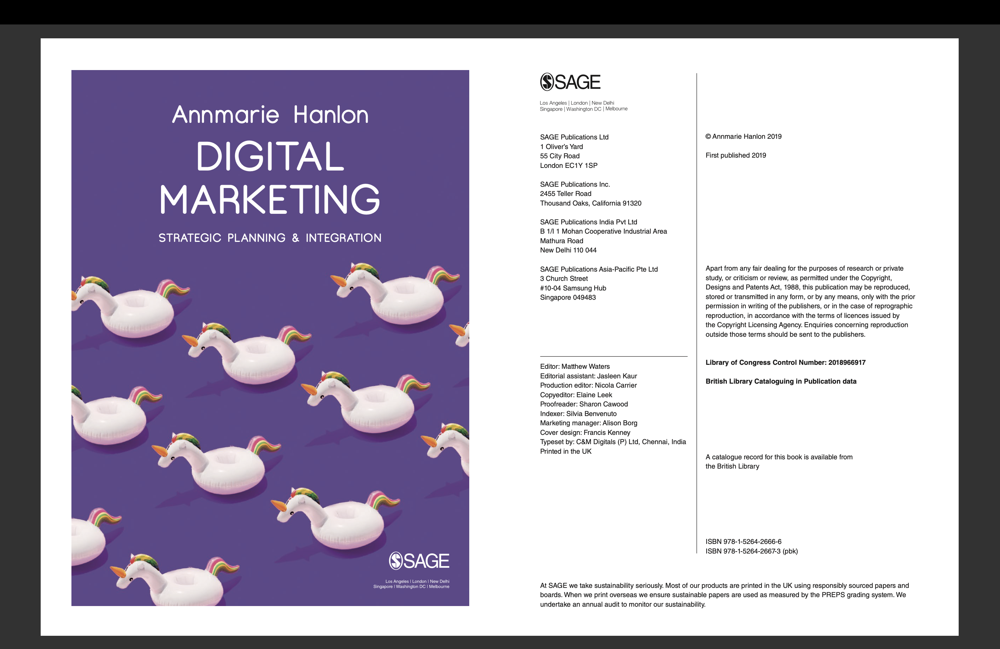 Annmarie Hanlon
DIGITAL
MARKETING
STRATEGIC PLANNING & INTEGRATION
SAGE
Los Angeles | London | New Delhi
Singapore | Washington DC | Melbourne
SAGE
Los Angeles | London | New Delhi
Singapore | Washington DC | Melbourne
SAGE Publications Ltd
1 Oliver’s Yard
55 City Road
London EC1Y 1SP
SAGE Publications Inc.
2455 Teller Road
Thousand Oaks, California 91320
SAGE Publications India Pvt Ltd
B 1/I 1 Mohan Cooperative Industrial Area
Mathura Road
New Delhi 110 044
SAGE Publications Asia-Pacific Pte Ltd
3 Church Street
#10-04 Samsung Hub
Singapore 049483
Editor: Matthew Waters
Editorial assistant: Jasleen Kaur
Production editor: Nicola Carrier
Copyeditor: Elaine Leek
Proofreader: Sharon Cawood
Indexer: Silvia Benvenuto
Marketing manager: Alison Borg
Cover design: Francis Kenney
Typeset by: C&M Digitals (P) Ltd, Chennai, India
Printed in the UK
© Annmarie Hanlon 2019
First published 2019
Apart from any fair dealing for the purposes of research or private
study, or criticism or review, as permitted under the Copyright,
Designs and Patents Act, 1988, this publication may be reproduced,
stored or transmitted in any form, or by any means, only with the prior
permission in writing of the publishers, or in the case of reprographic
reproduction, in accordance with the terms of licences issued by
the Copyright Licensing Agency. Enquiries concerning reproduction
outside those terms should be sent to the publishers.
Library of Congress Control Number: 2018966917
British Library Cataloguing in Publication data
A catalogue record for this book is available from
the British Library
ISBN 978-1-5264-2666-6
ISBN 978-1-5264-2667-3 (pbk)
At SAGE we take sustainability seriously. Most of our products are printed in the UK using responsibly sourced papers and
boards. When we print overseas we ensure sustainable papers are used as measured by the PREPS grading system. We
undertake an annual audit to monitor our sustainability.